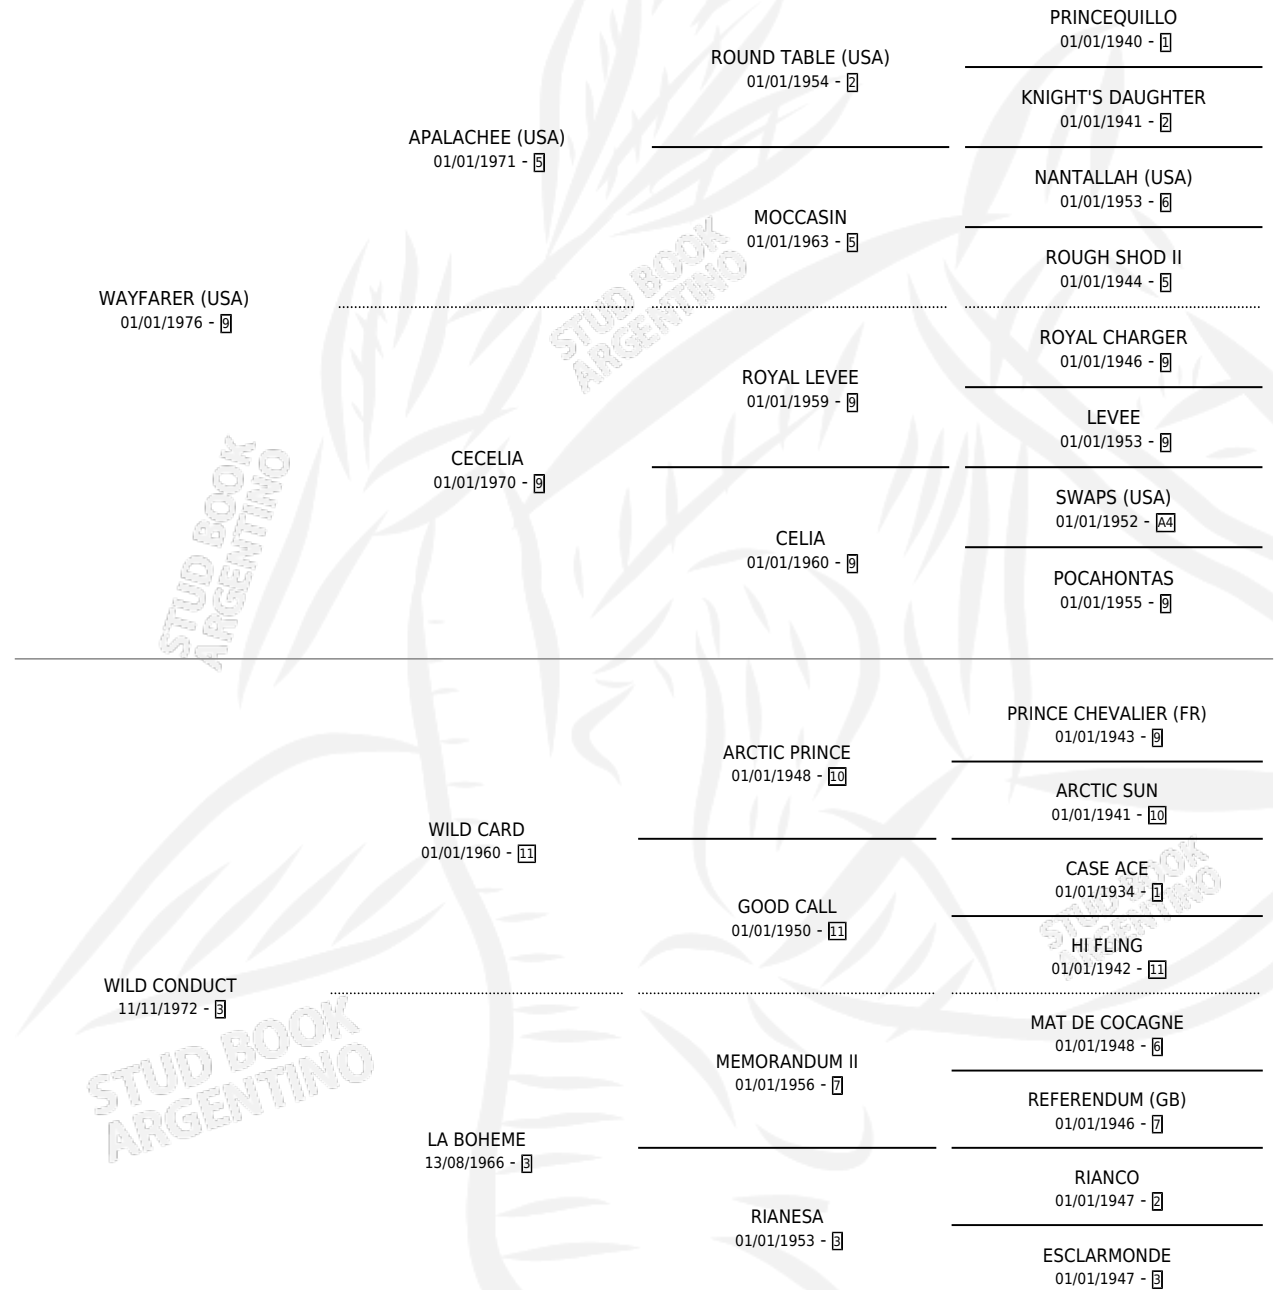 PRINCEQUILLO
01/01/1940 - 1
ROUND TABLE (USA)
01/01/1954 - 2
KNIGHT'S DAUGHTER
01/01/1941 - 2
APALACHEE (USA)
01/01/1971 - 5
NANTALLAH (USA)
01/01/1953 - 6
MOCCASIN
01/01/1963 - 5
ROUGH SHOD II
01/01/1944 - 5
WAYFARER (USA)
01/01/1976 - 9
ROYAL CHARGER
01/01/1946 - 9
ROYAL LEVEE
01/01/1959 - 9
LEVEE
01/01/1953 - 9
CECELIA
01/01/1970 - 9
SWAPS (USA)
01/01/1952 - A4
CELIA
01/01/1960 - 9
POCAHONTAS
01/01/1955 - 9
STUD BOOK
ARGENTINO
STUD BOOK
ARGENTINO
PRINCE CHEVALIER (FR)
01/01/1943 - 9
ARCTIC PRINCE
01/01/1948 - 10
ARCTIC SUN
01/01/1941 - 10
WILD CARD
01/01/1960 - 11
CASE ACE
01/01/1934 - 1
GOOD CALL
01/01/1950 - 11
HI FLING
01/01/1942 - 11
WILD CONDUCT
11/11/1972 - 3
MAT DE COCAGNE
01/01/1948 - 6
MEMORANDUM II
01/01/1956 - 7
REFERENDUM (GB)
01/01/1946 - 7
LA BOHEME
13/08/1966 - 3
RIANCO
01/01/1947 - 2
RIANESA
01/01/1953 - 3
ESCLARMONDE
01/01/1947 - 3
STUD BOOK
ARGENTINO
STUD BOOK
ARGENTINO